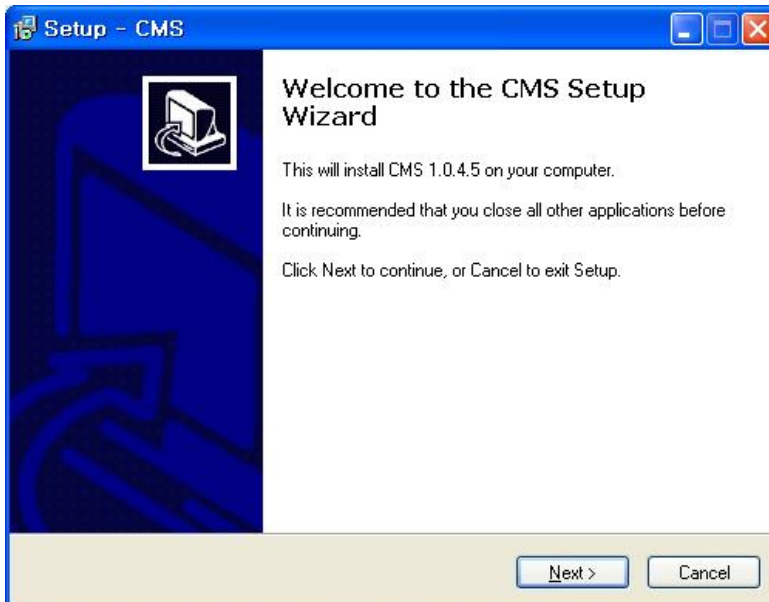 Setup - CMS
Welcome to the CMS Setup
Wizard
This will install CMS 1.0.4.5 on your computer.
It is recommended that you close all other applications before
continuing.
Click Next to continue, or Cancel to exit Setup.
Next >
Cancel